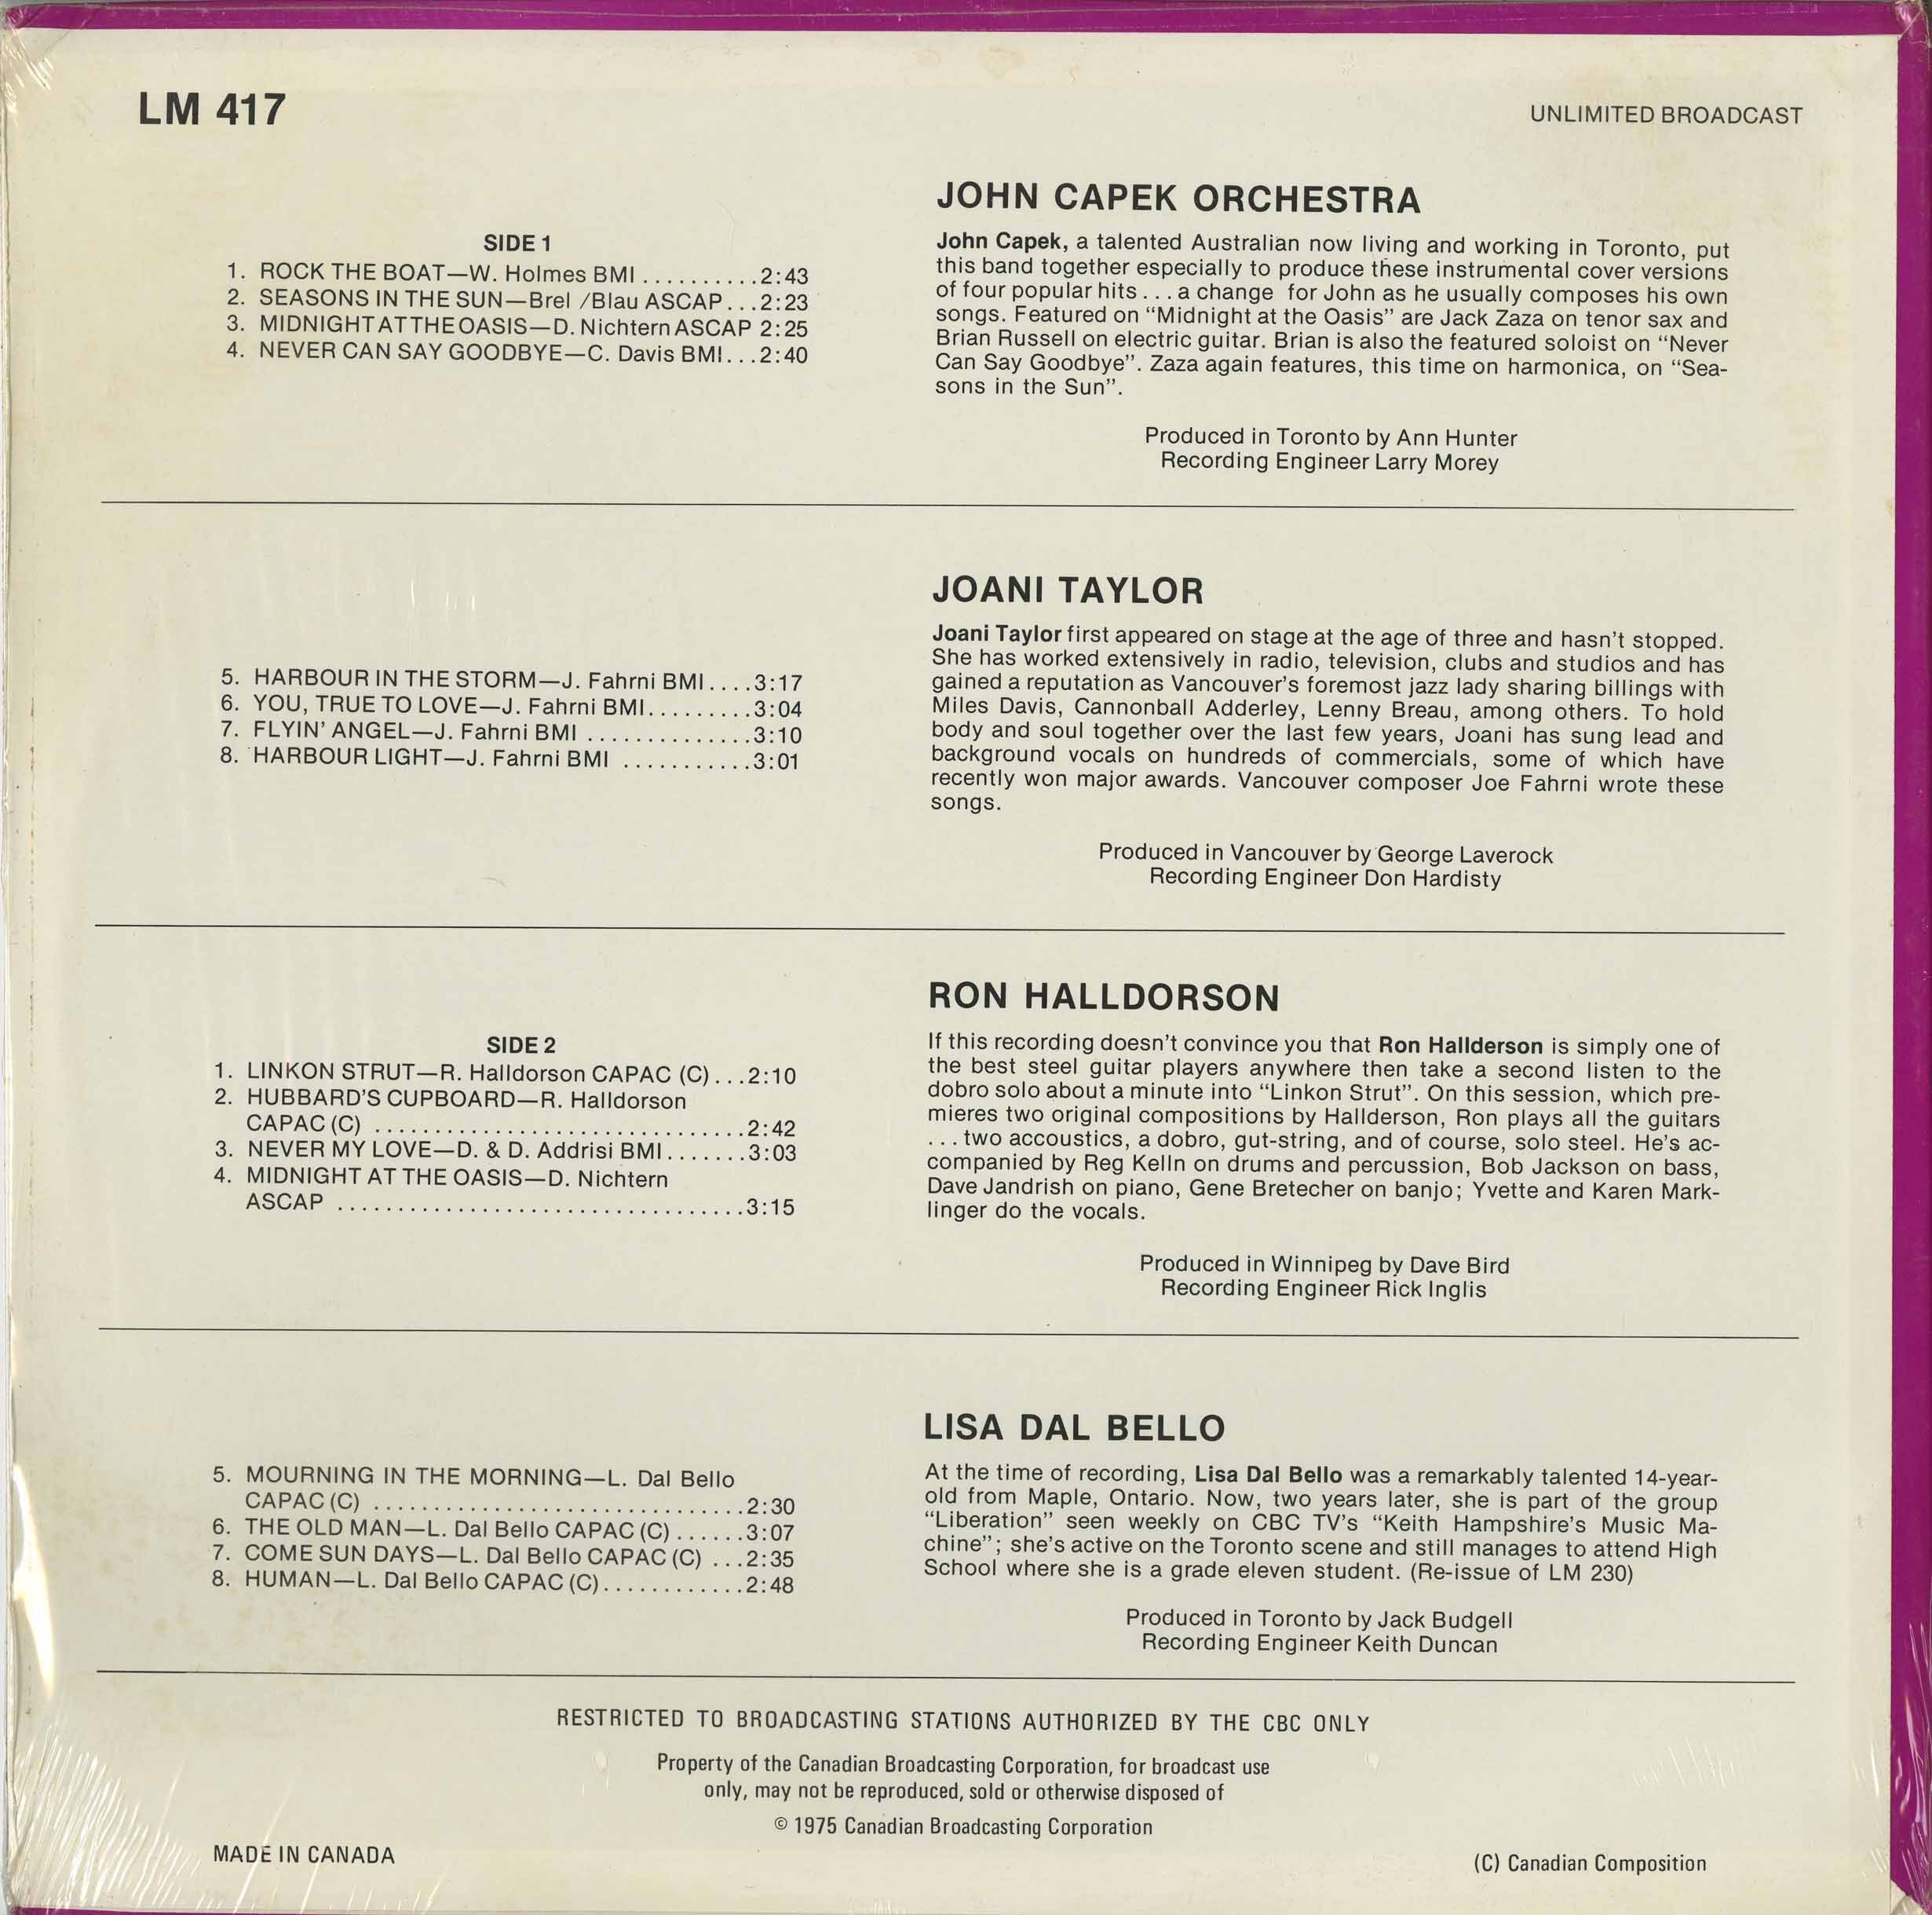 LM 417
UNLIMITED BROADCAST
SIDE 1
1. ROCK THE BOAT—W. Holmes BMI . . . . . . . . . . 2:43
2. SEASONS IN THE SUN—Brel /Blau ASCAP . . . 2:23
3. MIDNIGHT AT THE OASIS—D. Nichtern ASCAP 2:25
4. NEVER CAN SAY GOODBYE—C. Davis BMI . . . 2:40
JOHN CAPEK ORCHESTRA
John Capek, a talented Australian now living and working in Toronto, put
this band together especially to produce these instrumental cover versions
of four popular hits . . . a change for John as he usually composes his own
songs. Featured on “Midnight at the Oasis” are Jack Zaza on tenor sax and
Brian Russell on electric guitar. Brian is also the featured soloist on “Never
Can Say Goodbye”. Zaza again features, this time on harmonica, on “Sea-
sons in the Sun”.
Produced in Toronto by Ann Hunter
Recording Engineer Larry Morey
5. HARBOUR IN THE STORM—J. Fahrni BMI . . . . 3:17
6. YOU, TRUE TO LOVE—J. Fahrni BMI . . . . . . . . . 3:04
7. FLYIN’ ANGEL—J. Fahrni BMI . . . . . . . . . . . . . . 3:10
8. HARBOUR LIGHT—J. Fahrni BMI . . . . . . . . . . . 3:01
JOANI TAYLOR
Joani Taylor first appeared on stage at the age of three and hasn’t stopped.
She has worked extensively in radio, television, clubs and studios and has
gained a reputation as Vancouver’s foremost jazz lady sharing billings with
Miles Davis, Cannonball Adderley, Lenny Breau, among others. To hold
body and soul together over the last few years, Joani has sung lead and
background vocals on hundreds of commercials, some of which have
recently won major awards. Vancouver composer Joe Fahrni wrote these
songs.
Produced in Vancouver by George Laverock
Recording Engineer Don Hardisty
SIDE 2
1. LINKON STRUT—R. Halldorson CAPAC (C) . . . 2:10
2. HUBBARD’S CUPBOARD—R. Halldorson
CAPAC (C) . . . . . . . . . . . . . . . . . . . . . . . . . . . . . . . 2:42
3. NEVER MY LOVE—D. & D. Addrisi BMI . . . . . . . 3:03
4. MIDNIGHT AT THE OASIS—D. Nichtern
ASCAP . . . . . . . . . . . . . . . . . . . . . . . . . . . . . . . . . . 3:15
RON HALLDORSON
If this recording doesn’t convince you that Ron Hallderson is simply one of
the best steel guitar players anywhere then take a second listen to the
dobro solo about a minute into “Linkon Strut”. On this session, which pre-
mieres two original compositions by Hallderson, Ron plays all the guitars
. . . two accoustics, a dobro, gut-string, and of course, solo steel. He’s ac-
companied by Reg Kelln on drums and percussion, Bob Jackson on bass,
Dave Jandrish on piano, Gene Bretecher on banjo; Yvette and Karen Mark-
linger do the vocals.
Produced in Winnipeg by Dave Bird
Recording Engineer Rick Inglis
5. MOURNING IN THE MORNING—L. Dal Bello
CAPAC (C) . . . . . . . . . . . . . . . . . . . . . . . . . . . . . . . 2:30
6. THE OLD MAN—L. Dal Bello CAPAC (C) . . . . . . 3:07
7. COME SUN DAYS—L. Dal Bello CAPAC (C) . . . 2:35
8. HUMAN—L. Dal Bello CAPAC (C) . . . . . . . . . . . . 2:48
LISA DAL BELLO
At the time of recording, Lisa Dal Bello was a remarkably talented 14-year-
old from Maple, Ontario. Now, two years later, she is part of the group
“Liberation” seen weekly on CBC TV’s “Keith Hampshire’s Music Ma-
chine”; she’s active on the Toronto scene and still manages to attend High
School where she is a grade eleven student. (Re-issue of LM 230)
Produced in Toronto by Jack Budgell
Recording Engineer Keith Duncan
RESTRICTED TO BROADCASTING STATIONS AUTHORIZED BY THE CBC ONLY
Property of the Canadian Broadcasting Corporation, for broadcast use
only, may not be reproduced, sold or otherwise disposed of
© 1975 Canadian Broadcasting Corporation
MADE IN CANADA
(C) Canadian Composition